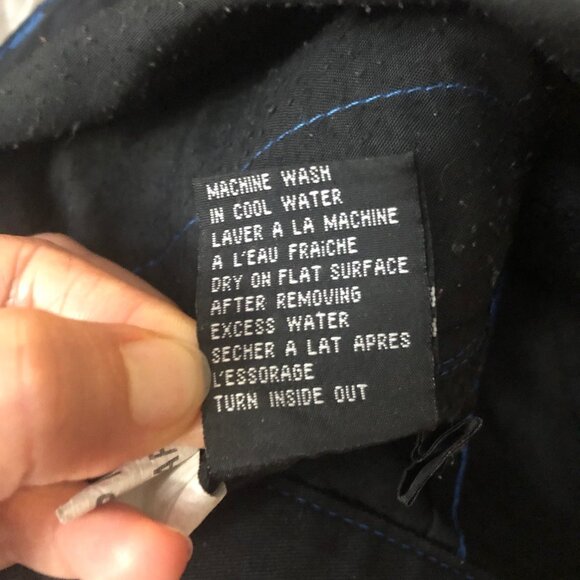 MACHINE WASH
IN COOL WATER
LAVER A LA MACHINE
A L'EAU FRAiCHE
DRY ON FLAT SURFACE
AFTER REMOVING
EXCESS WATER
SECHER A LAT APRES
L'ESSORAGE
TURN INSIDE OUT